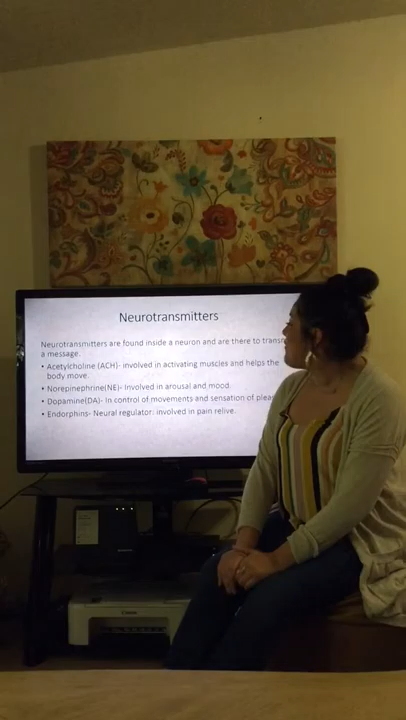 Neurotransmitters
Neurotransmitters are found inside a neuron and are there to
a message.
• Acetylcholine (ACH)- involved in activating muscles and helps the
body move.
• Norepinephrine(NE)- Involved in arousal and mood.
• Dopamine(DA)- In control of movements and sensation of
• Endorphins- Neural regulator: involved in pain relive.
Canon